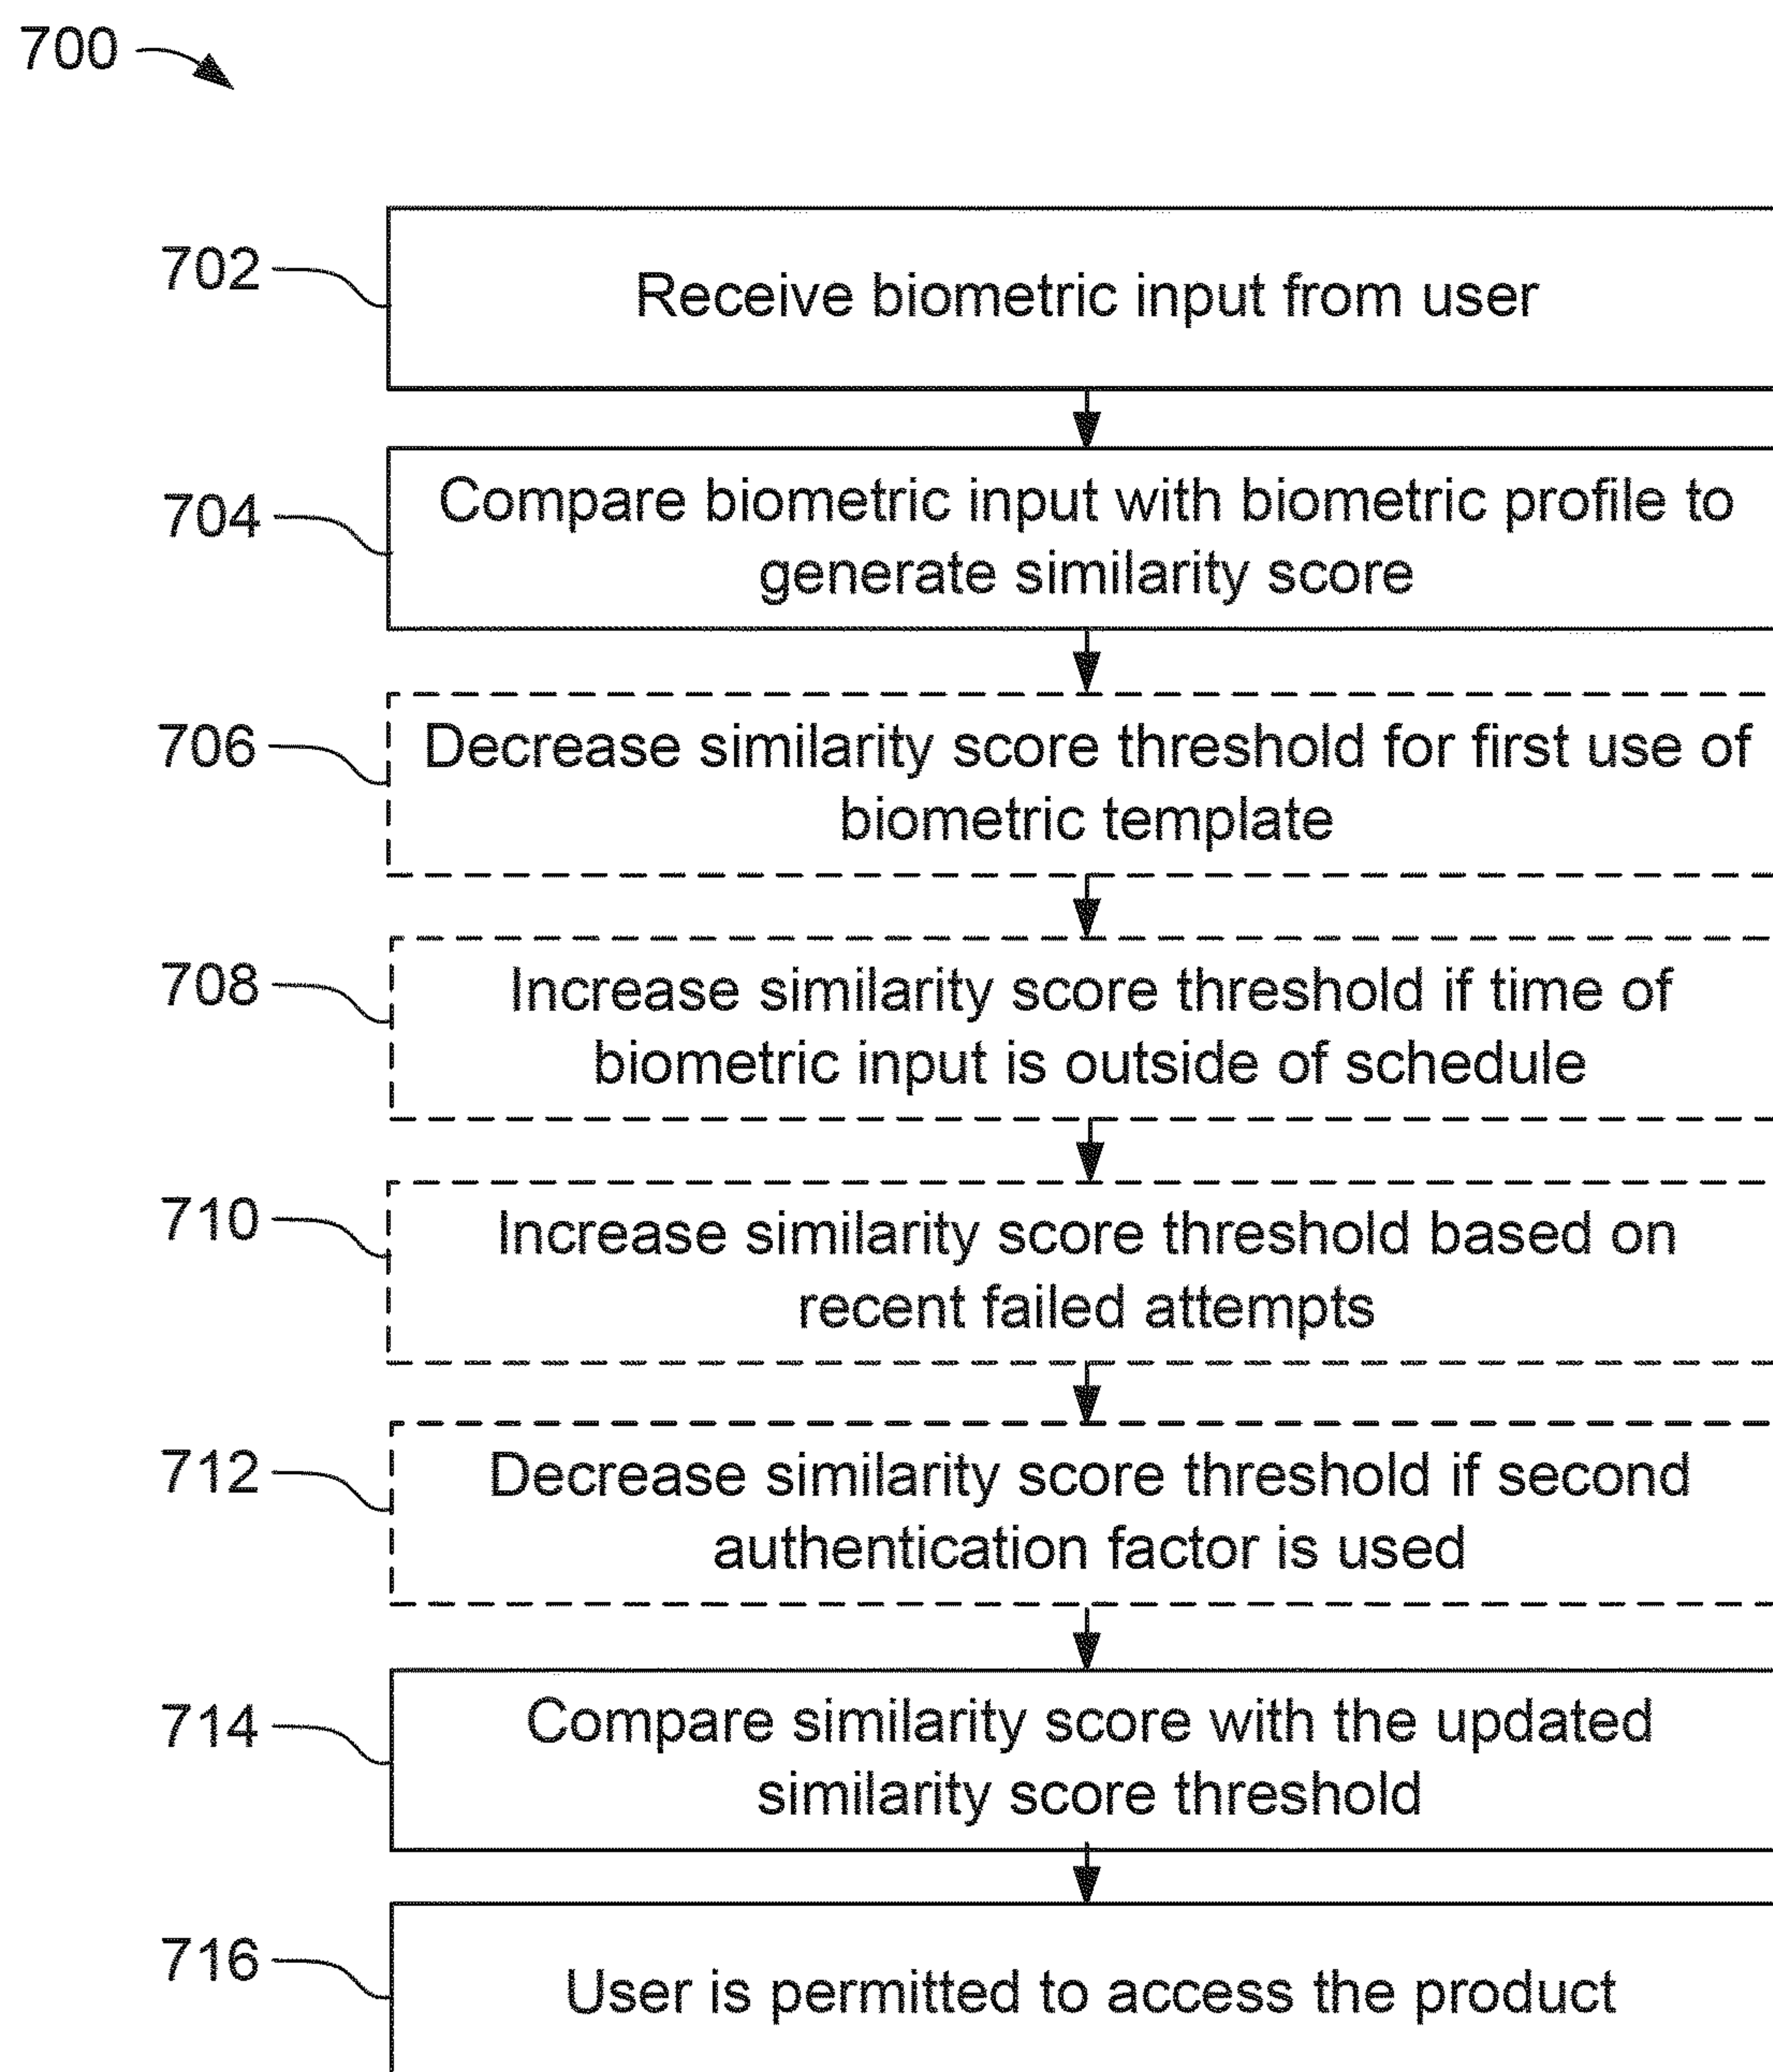 700
702
Receive biometric input from user
704
Compare biometric input with biometric profile to
generate similarity score
706
Decrease similarity score threshold for first use of
biometric template
708
Increase similarity score threshold if time of
biometric input is outside of schedule
710
Increase similarity score threshold based on
recent failed attempts
712
Decrease similarity score threshold if second
authentication factor is used
714
Compare similarity score with the updated
similarity score threshold
716
User is permitted to access the product